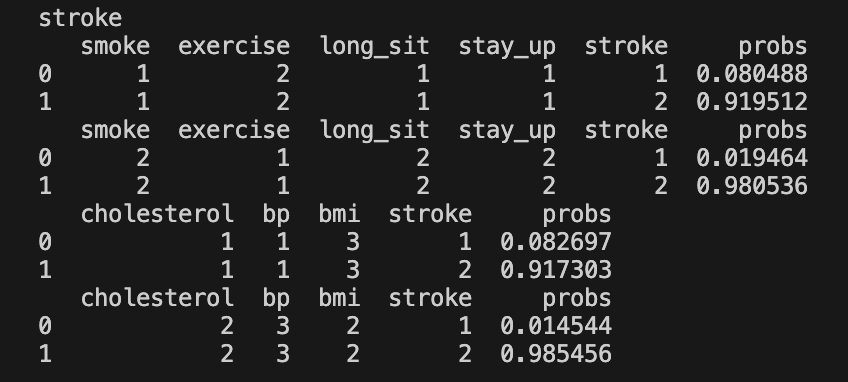 stroke
smoke exercise long_sit stay_up stroke probs
0 1 2 1 1 1 0.080488
1 1 2 1 1 2 0.919512
smoke exercise long_sit stay_up stroke probs
0 2 1 2 2 1 0.019464
1 2 1 2 2 2 0.980536
cholesterol bp bmi stroke probs
0 1 1 3 1 0.082697
1 1 1 3 2 0.917303
cholesterol bp bmi stroke probs
0 2 3 2 1 0.014544
1 2 3 2 2 0.985456